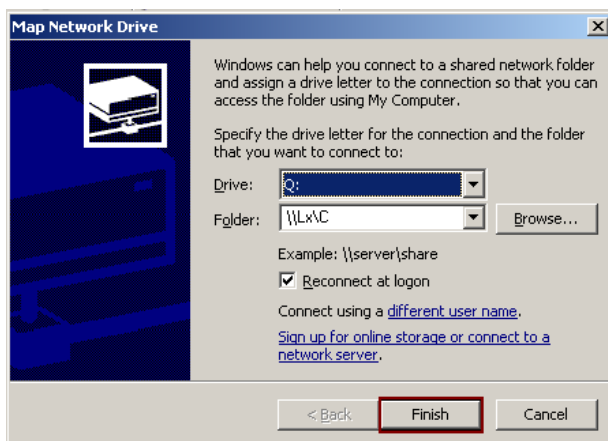 Map Network Drive
Windows can help you connect to a shared network folder
and assign a drive letter to the connection so that you can
access the folder using My Computer.
Specify the drive letter for the connection and the folder
that you want to connect to:
Drive: Q:
Folder: \\Lx\C Browse...
Example: \\server\share
Reconnect at logon
Connect using a different user name.
Sign up for online storage or connect to a
network server.
< Back Finish Cancel